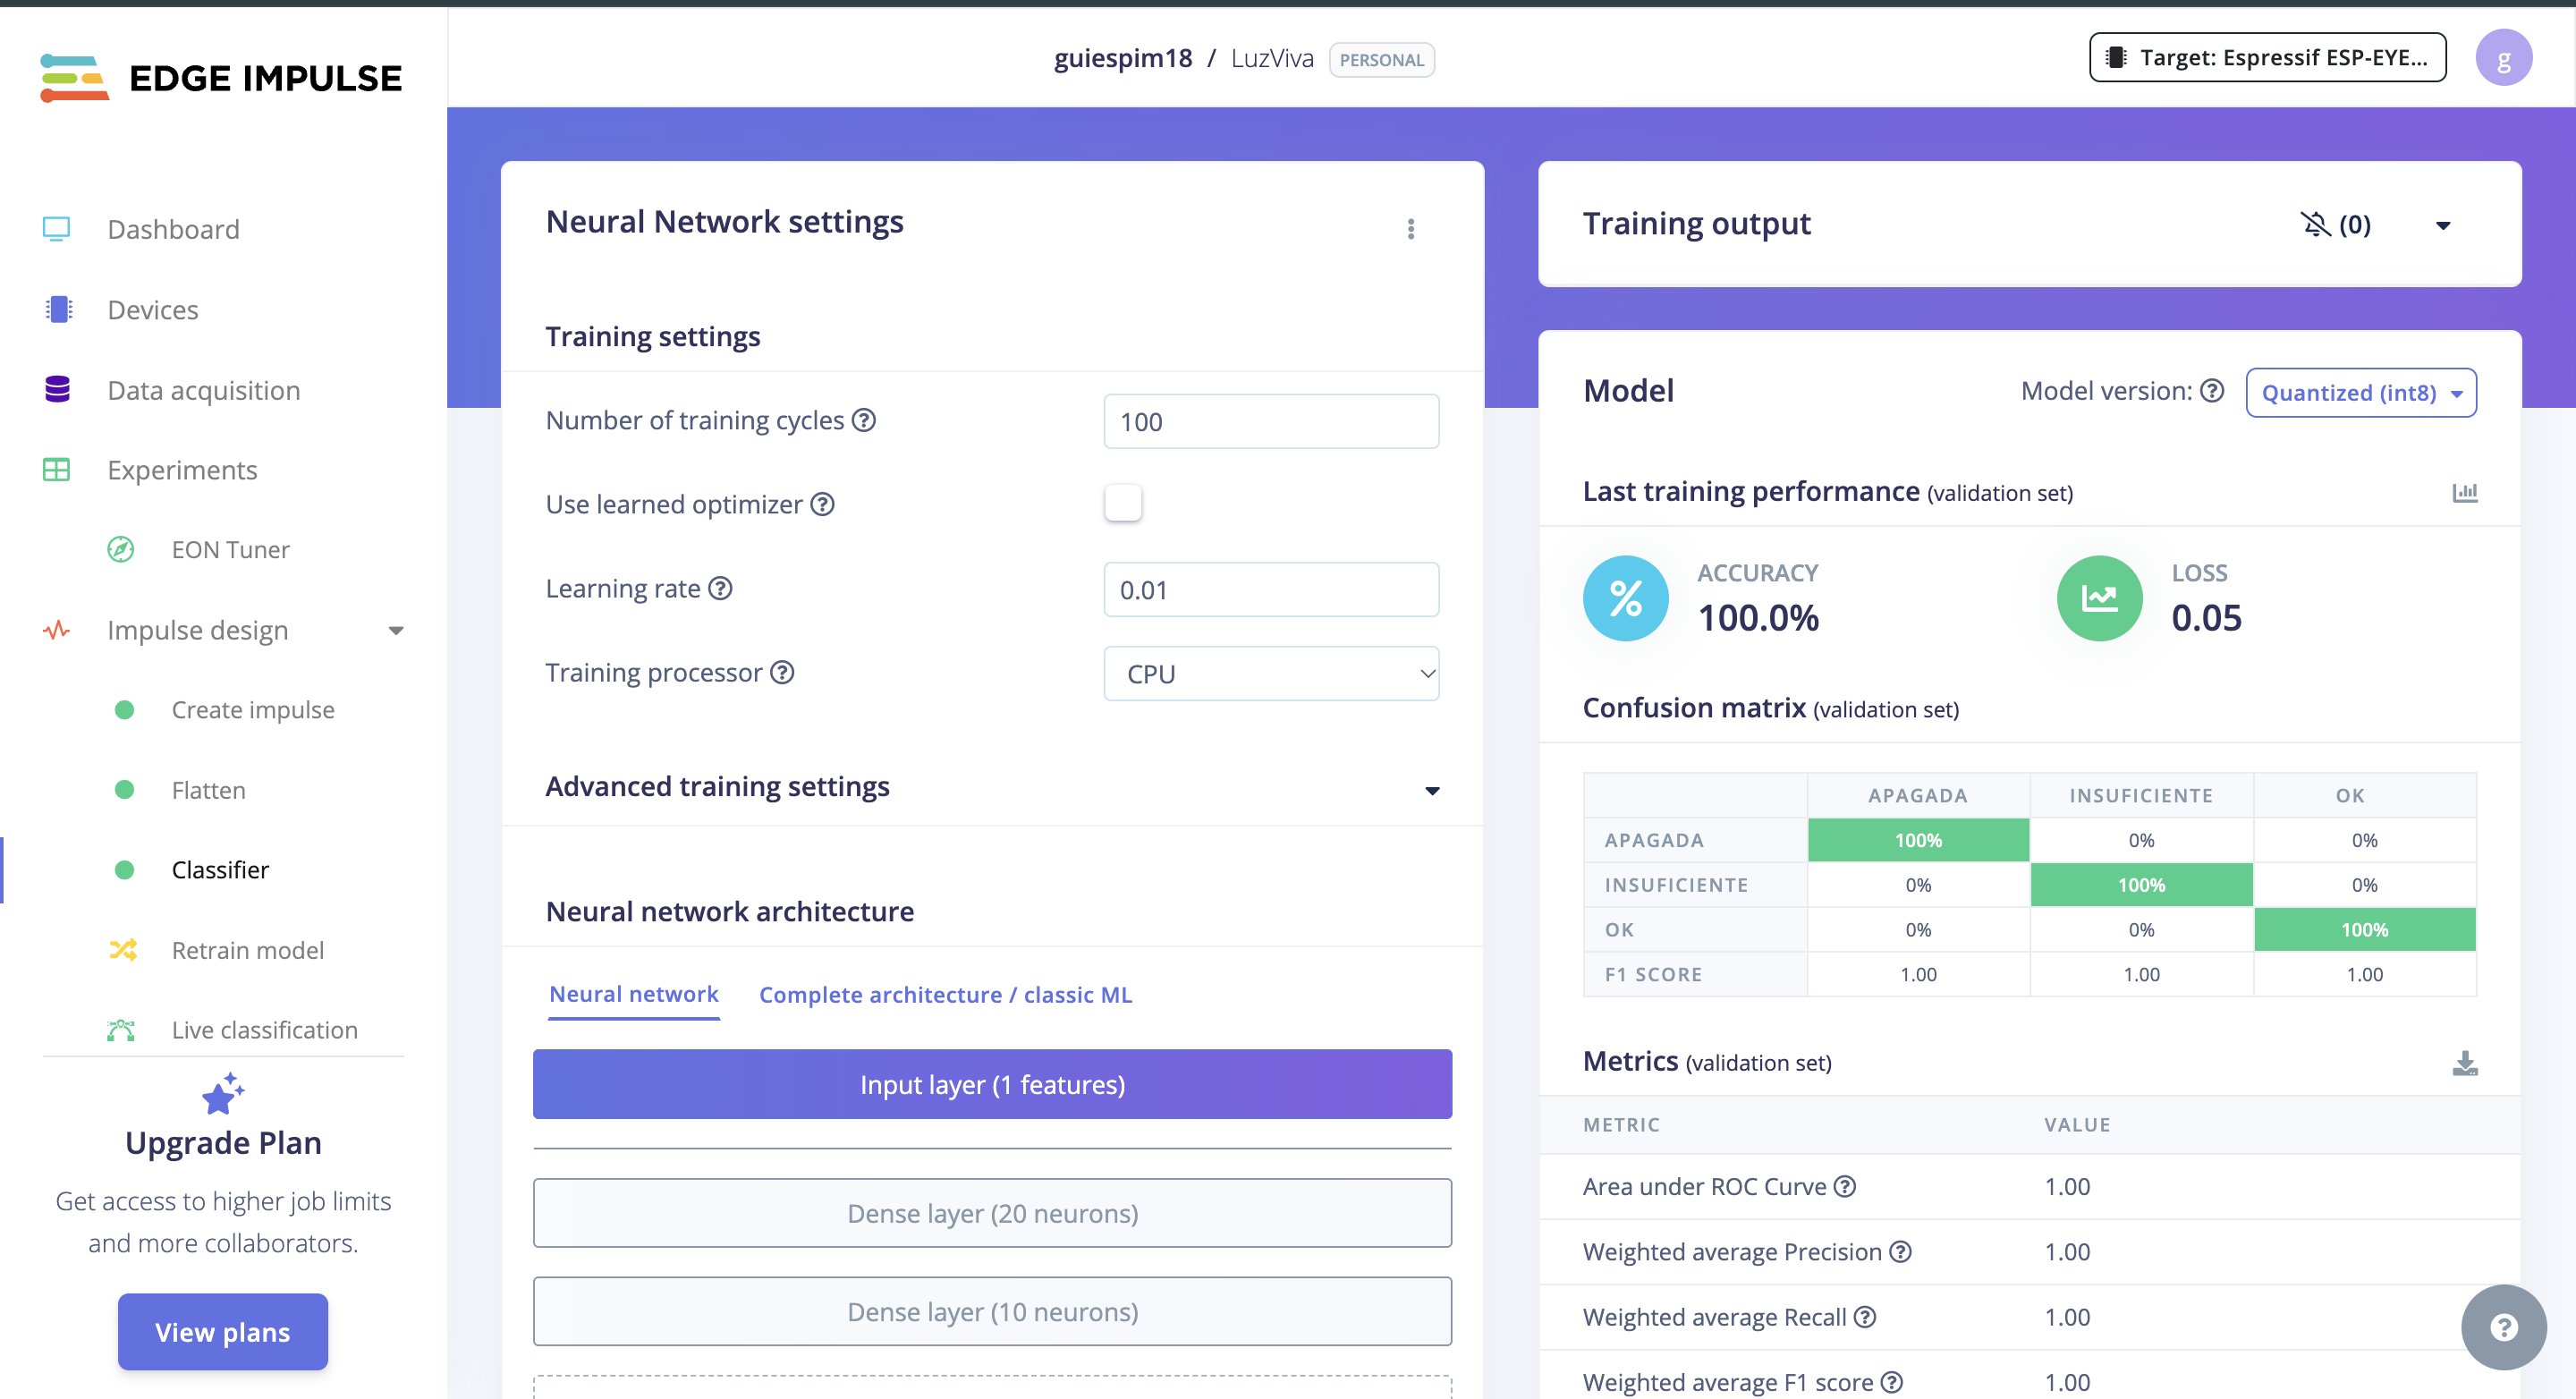 EDGE IMPULSE
guiespim18 / LuzViva PERSONAL
Target: Espressif ESP-EYE...
g
Dashboard
Devices
Data acquisition
Experiments
EON Tuner
Impulse design
Create impulse
Flatten
Classifier
Retrain model
Live classification
Upgrade Plan
Get access to higher job limits
and more collaborators.
View plans
Neural Network settings
Training settings
Number of training cycles ?
100
Use learned optimizer ?
Learning rate ?
0.01
Training processor ?
CPU
Advanced training settings
Neural network architecture
Neural network Complete architecture / classic ML
Input layer (1 features)
Dense layer (20 neurons)
Dense layer (10 neurons)
Training output (0)
Model Model version: ? Quantized (int8)
Last training performance (validation set)
% ACCURACY
100.0%
LOSS
0.05
Confusion matrix (validation set)
APAGADA INSUFICIENTE OK
APAGADA 100% 0% 0%
INSUFICIENTE 0% 100% 0%
OK 0% 0% 100%
F1 SCORE 1.00 1.00 1.00
Metrics (validation set)
METRIC VALUE
Area under ROC Curve ? 1.00
Weighted average Precision ? 1.00
Weighted average Recall ? 1.00
Weighted average F1 score ? 1.00
?